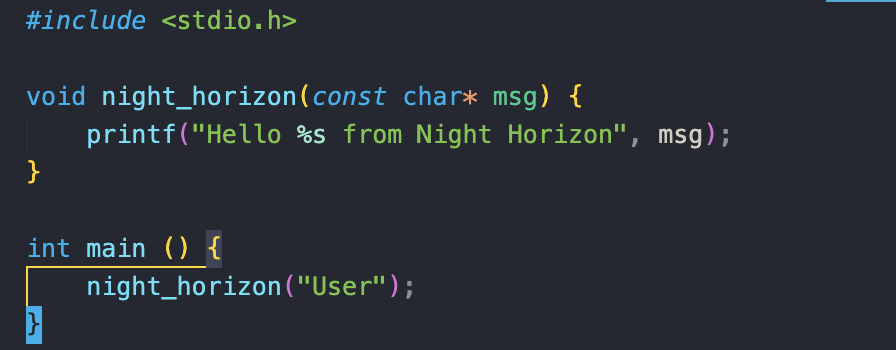 #include <stdio.h>
void night_horizon(const char* msg) {
printf("Hello %s from Night Horizon", msg);
}
int main () {
night_horizon("User");
}